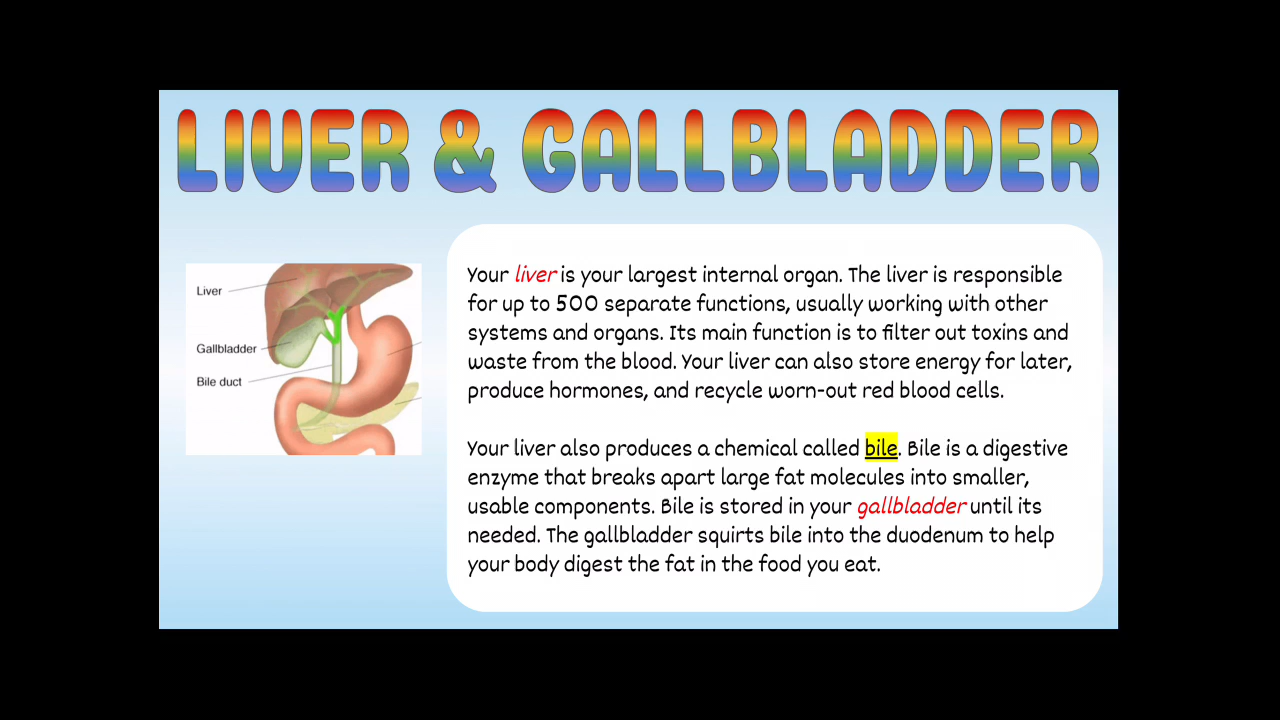 LIVER & GALLBLADDER
Liver
Gallbladder
Bile duct
Your liver is your largest internal organ. The liver is responsible
for up to 500 separate functions, usually working with other
systems and organs. Its main function is to filter out toxins and
waste from the blood. Your liver can also store energy for later,
produce hormones, and recycle worn-out red blood cells.
Your liver also produces a chemical called bile. Bile is a digestive
enzyme that breaks apart large fat molecules into smaller,
usable components. Bile is stored in your gallbladder until its
needed. The gallbladder squirts bile into the duodenum to help
your body digest the fat in the food you eat.